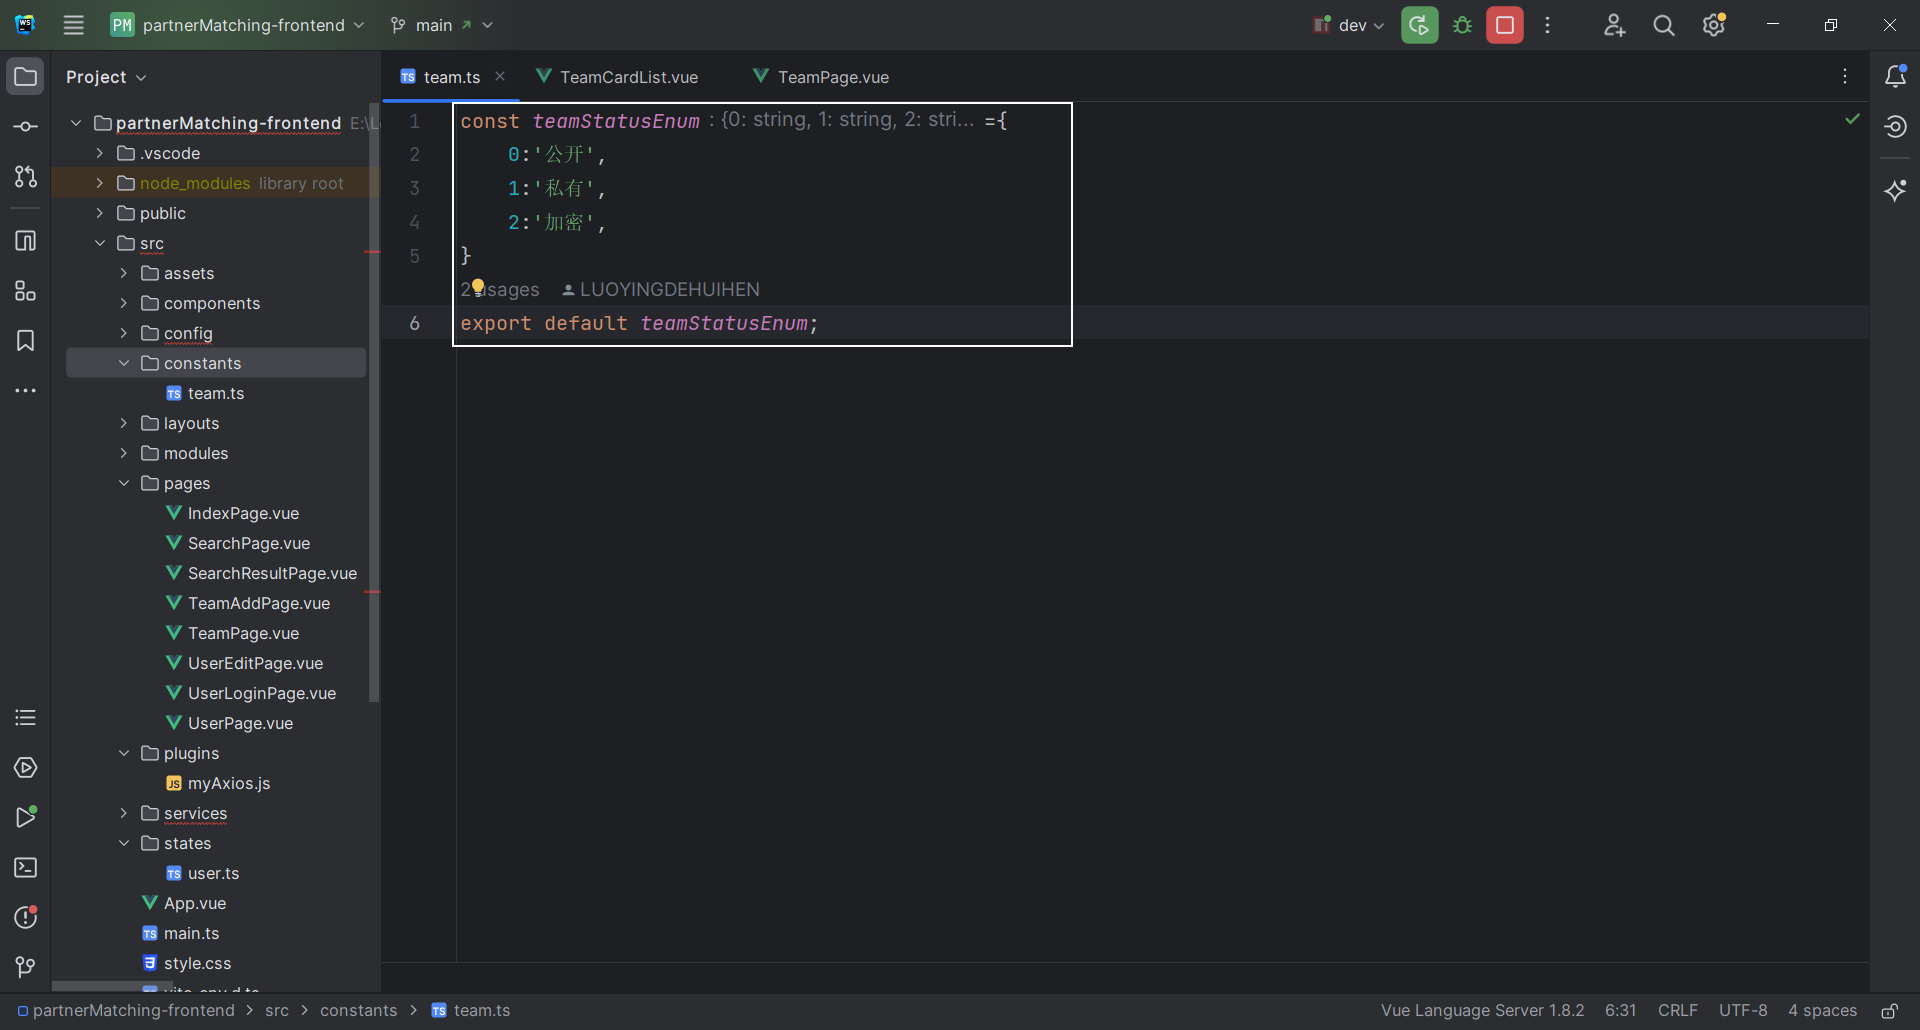 WS
PM partnerMatching-frontend
main
dev
Project
team.ts
TeamCardList.vue
TeamPage.vue
partnerMatching-frontend E:\L
.vscode
node_modules library root
public
src
assets
components
config
constants
TS team.ts
layouts
modules
pages
IndexPage.vue
SearchPage.vue
SearchResultPage.vue
TeamAddPage.vue
TeamPage.vue
UserEditPage.vue
UserLoginPage.vue
UserPage.vue
plugins
JS myAxios.js
services
states
TS user.ts
App.vue
TS main.ts
style.css
1 const teamStatusEnum : {0: string, 1: string, 2: stri... ={
2 0:'公开',
3 1:'私有',
4 2:'加密',
5 }
2 usages LUOYINGDEHUIHEN
6 export default teamStatusEnum;
partnerMatching-frontend > src > constants > TS team.ts
Vue Language Server 1.8.2 6:31 CRLF UTF-8 4 spaces